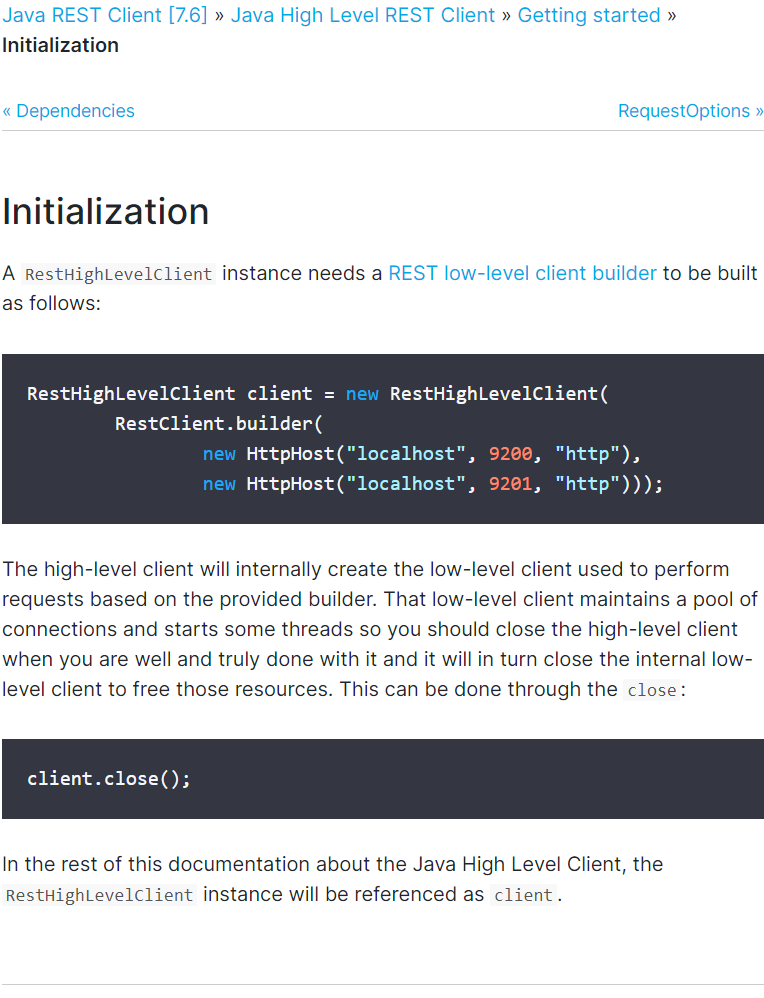 Java REST Client [7.6] » Java High Level REST Client » Getting started »
Initialization
« Dependencies
RequestOptions »
Initialization
A RestHighLevelClient instance needs a REST low-level client builder to be built
as follows:
RestHighLevelClient client = new RestHighLevelClient(
        RestClient.builder(
                new HttpHost("localhost", 9200, "http"),
                new HttpHost("localhost", 9201, "http")));
The high-level client will internally create the low-level client used to perform
requests based on the provided builder. That low-level client maintains a pool of
connections and starts some threads so you should close the high-level client
when you are well and truly done with it and it will in turn close the internal low-
level client to free those resources. This can be done through the close:
client.close();
In the rest of this documentation about the Java High Level Client, the
RestHighLevelClient instance will be referenced as client.